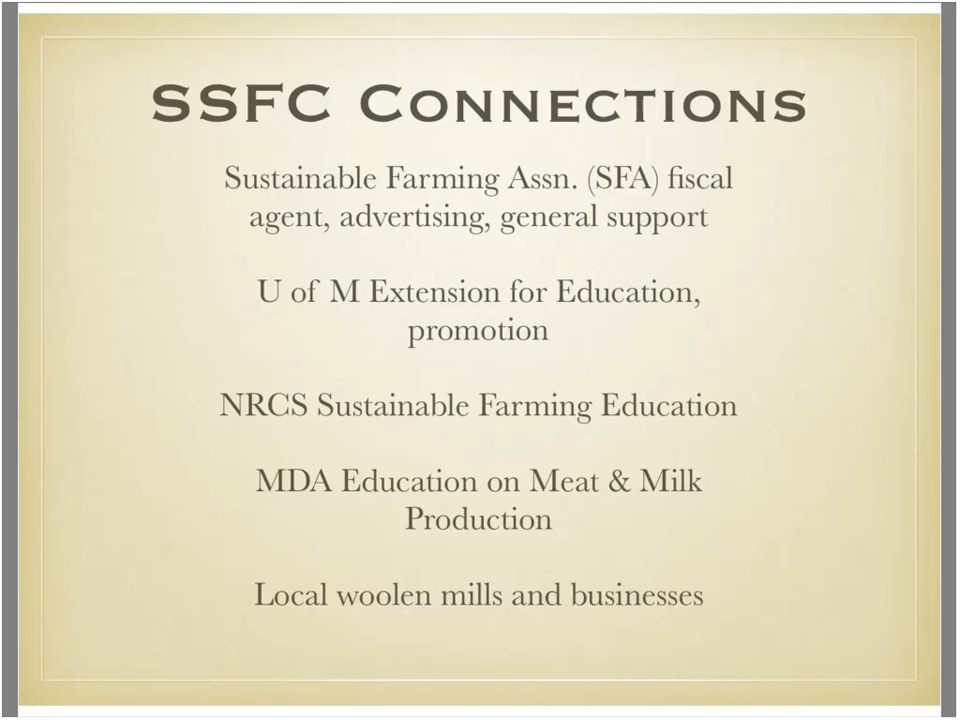 SSFC Connections
Sustainable Farming Assn. (SFA) fiscal
agent, advertising, general support
U of M Extension for Education,
promotion
NRCS Sustainable Farming Education
MDA Education on Meat & Milk
Production
Local woolen mills and businesses